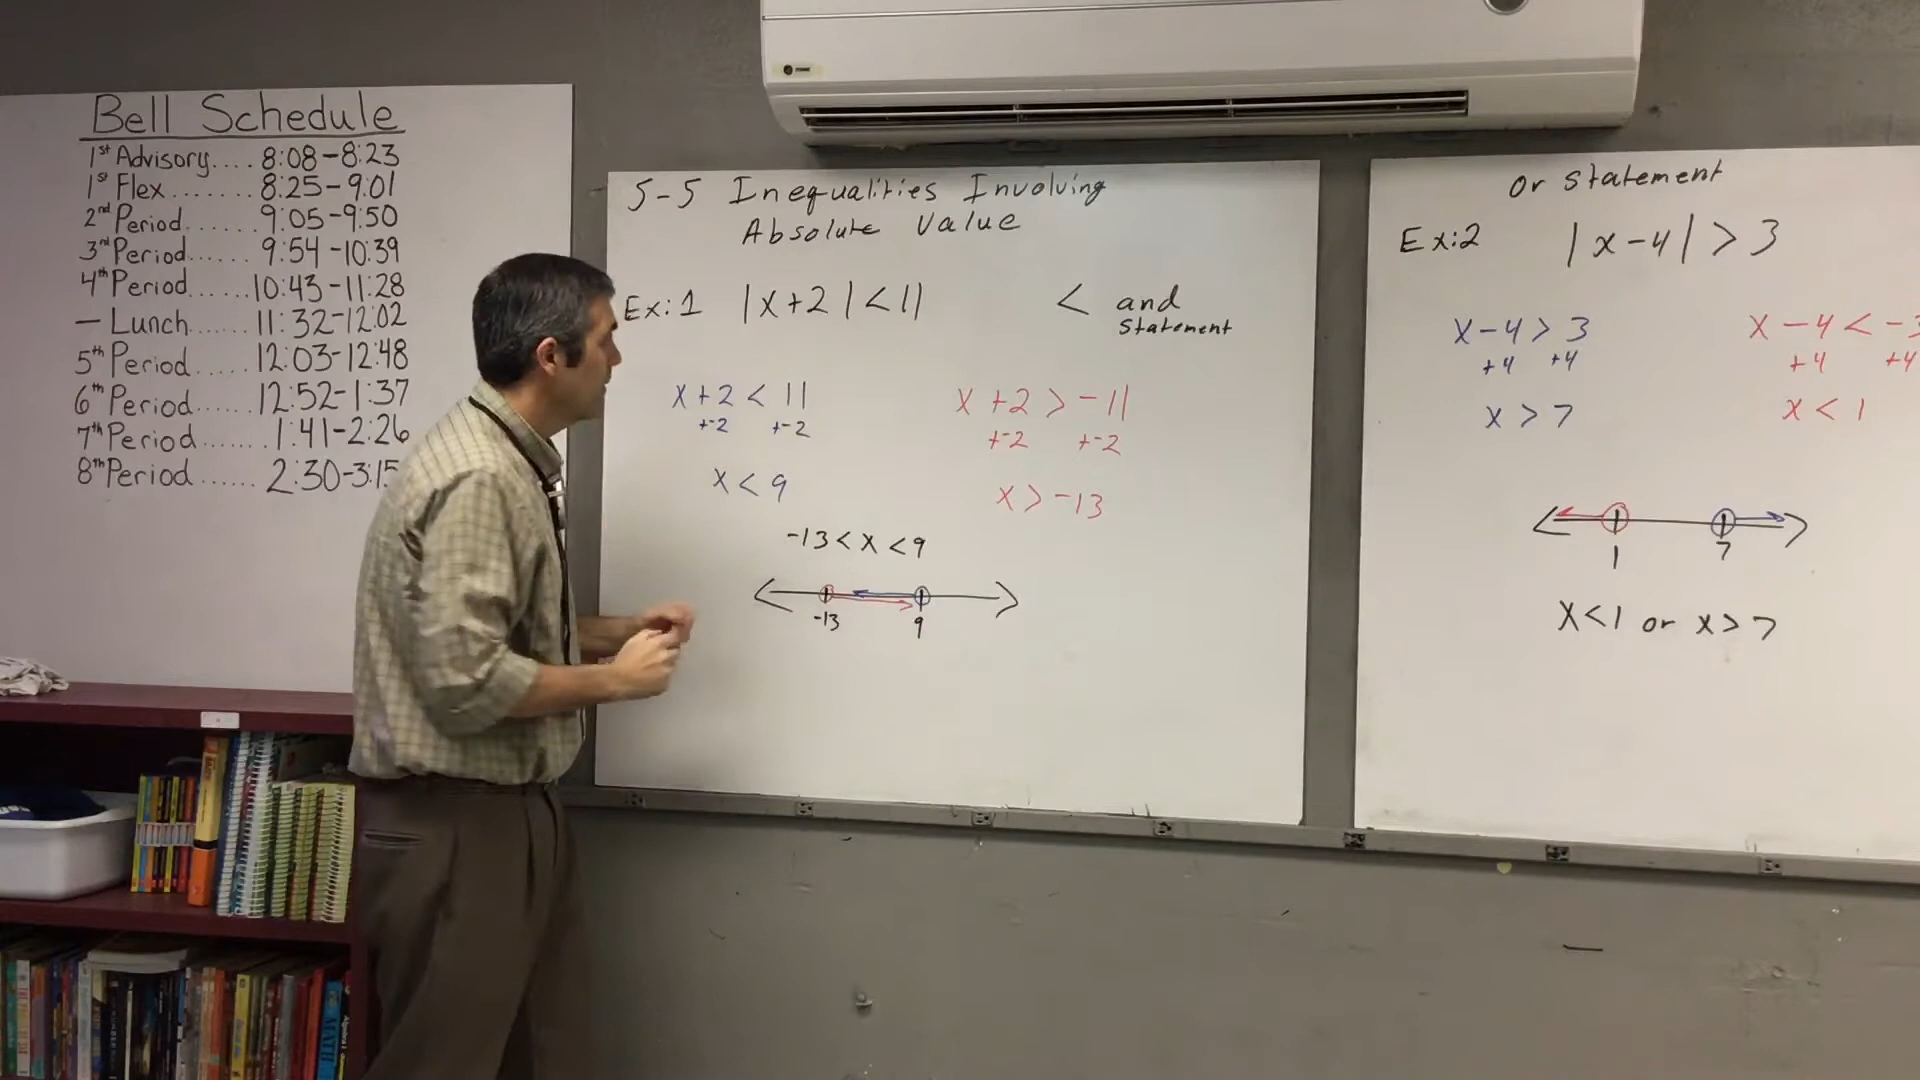 Bell Schedule
1st Advisory.... 8:08-8:23
1st Flex....... 8:25-9:01
2nd Period....... 9:05-9:50
3rd Period...... 9:54-10:39
4th Period...... 10:43-11:28
— Lunch....... 11:32-12:02
5th Period...... 12:03-12:48
6th Period...... 12:52-1:37
7th Period....... 1:41-2:26
8th Period...... 2:30-3:15
5-5 Inequalities Involving
Absolute Value
Ex:1 |x+2|<11
< and
statement
x+2 < 11
+-2 +-2
x < 9
x+2 > -11
+-2 +-2
x > -13
-13 < x < 9
-13 9
Or statement
Ex:2 |x-4| > 3
x-4 > 3
+4 +4
x > 7
x-4 < -3
+4 +4
x < 1
1 7
x<1 or x>7
MATH